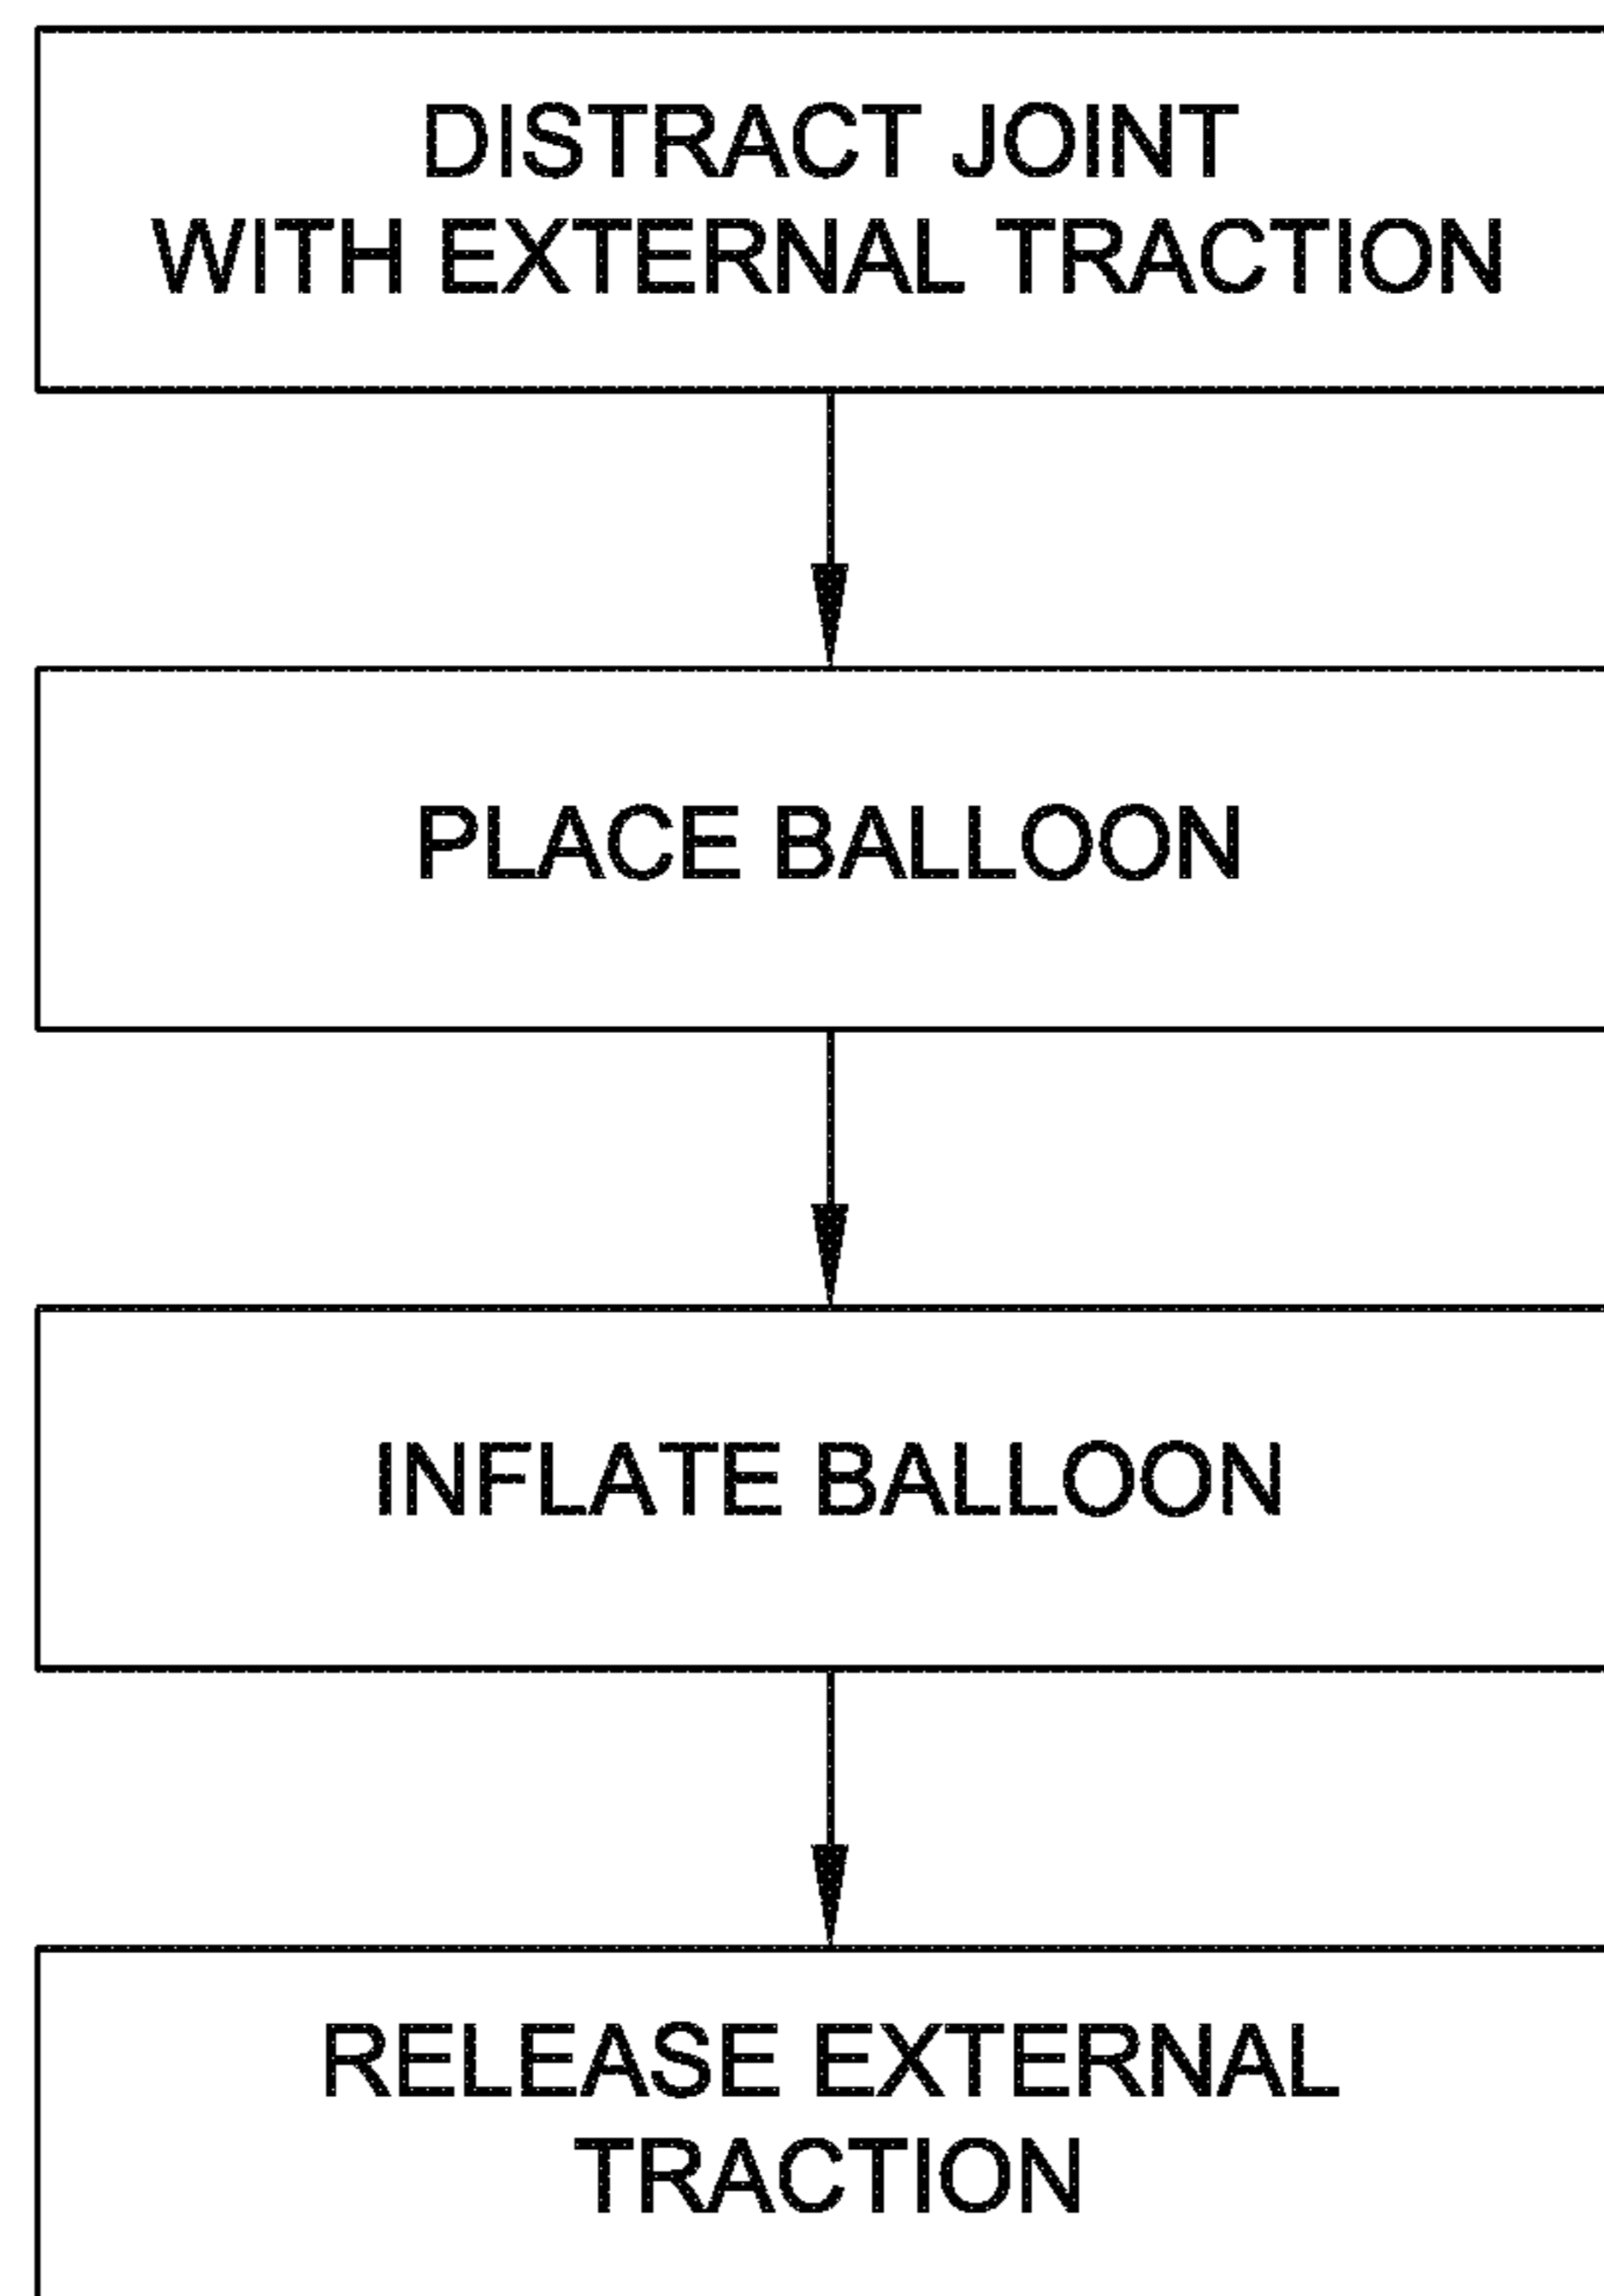 DISTRACT JOINT
WITH EXTERNAL TRACTION
PLACE BALLOON
INFLATE BALLOON
RELEASE EXTERNAL
TRACTION